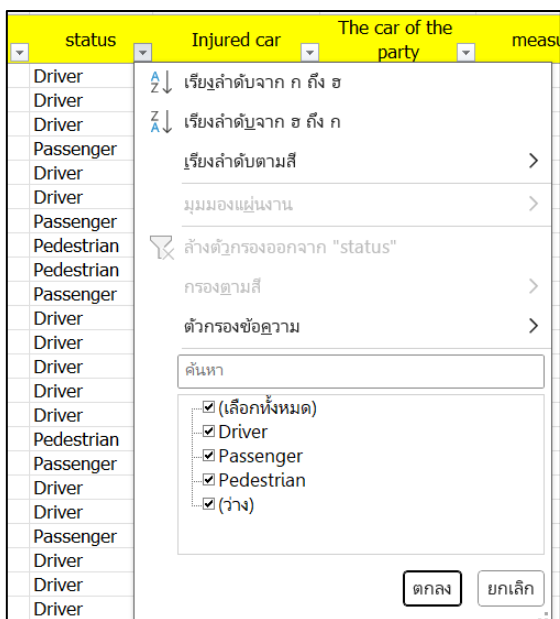 status
Injured car
The car of the
party
measu
Driver
Driver
Driver
Passenger
Driver
Driver
Passenger
Pedestrian
Pedestrian
Passenger
Driver
Driver
Driver
Driver
Driver
Pedestrian
Passenger
Driver
Driver
Passenger
Driver
Driver
Driver
เรียงลำดับจาก ก ถึง ฮ
เรียงลำดับจาก ฮ ถึง ก
เรียงลำดับตามสี
มุมมองแผ่นงาน
ล้างตัวกรองออกจาก "status"
กรองตามสี
ตัวกรองข้อความ
ค้นหา
(เลือกทั้งหมด)
Driver
Passenger
Pedestrian
(ว่าง)
ตกลง ยกเลิก